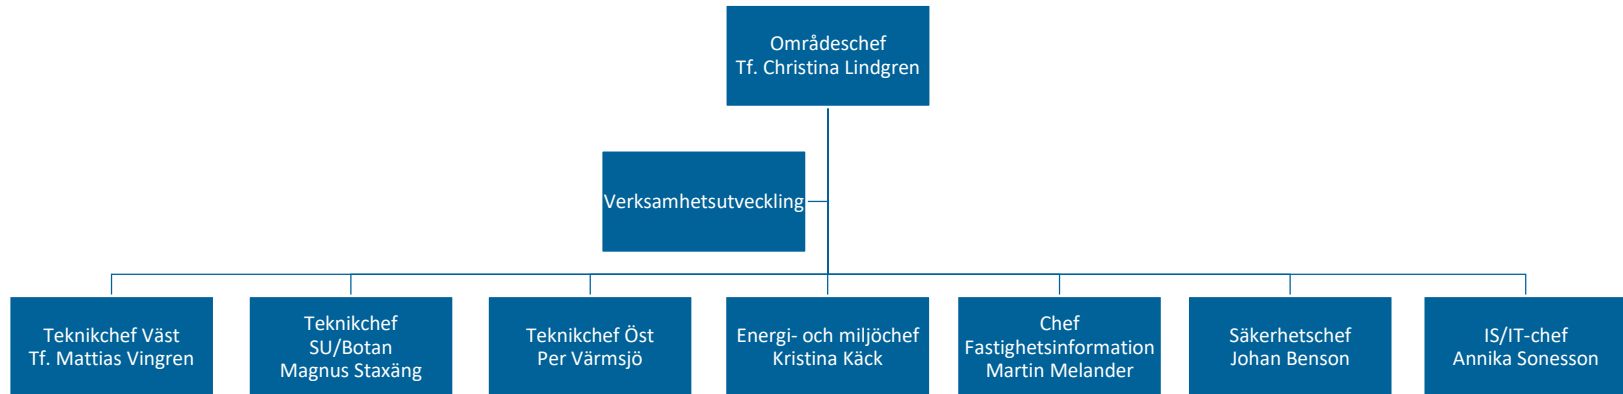 Områdeschef
Tf. Christina Lindgren
Verksamhetsutveckling
Teknikchef Väst
Tf. Mattias Vingren
Teknikchef
SU/Botan
Magnus Staxäng
Teknikchef Öst
Per Värmsjö
Energi- och miljöchef
Kristina Käck
Chef
Fastighetsinformation
Martin Melander
Säkerhetschef
Johan Benson
IS/IT-chef
Annika Sonesson